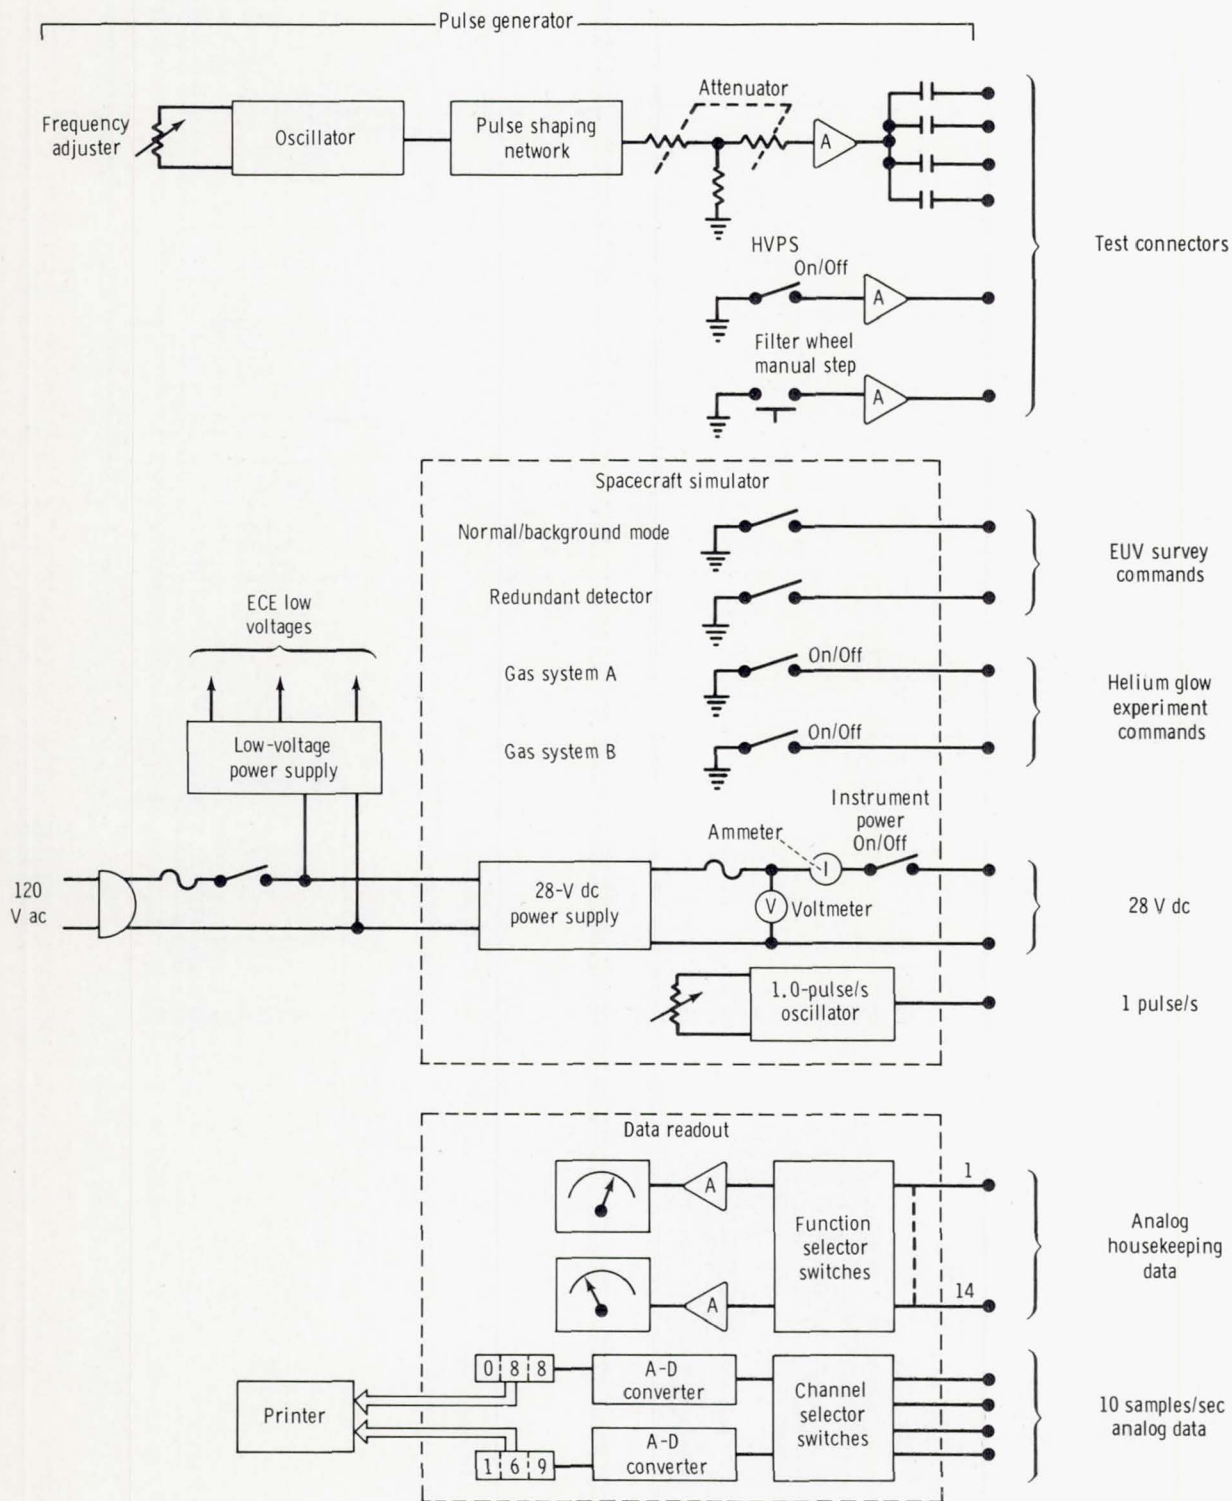 Pulse generator
Attenuator
Frequency
adjuster
Oscillator
Pulse shaping
network
A
Test connectors
HVPS
On/Off
A
Filter wheel
manual step
A
Spacecraft simulator
Normal/background mode
EUV survey
commands
Redundant detector
ECE low
voltages
Gas system A
On/Off
Helium glow
experiment
commands
Gas system B
On/Off
Low-voltage
power supply
Instrument
power
On/Off
Ammeter
I
120
V ac
28-V dc
power supply
V
Voltmeter
28 V dc
1.0-pulse/s
oscillator
1 pulse/s
Data readout
A
Function
selector
switches
1
Analog
housekeeping
data
A
14
0 8 8
A-D
converter
Channel
selector
switches
10 samples/sec
analog data
Printer
1 6 9
A-D
converter